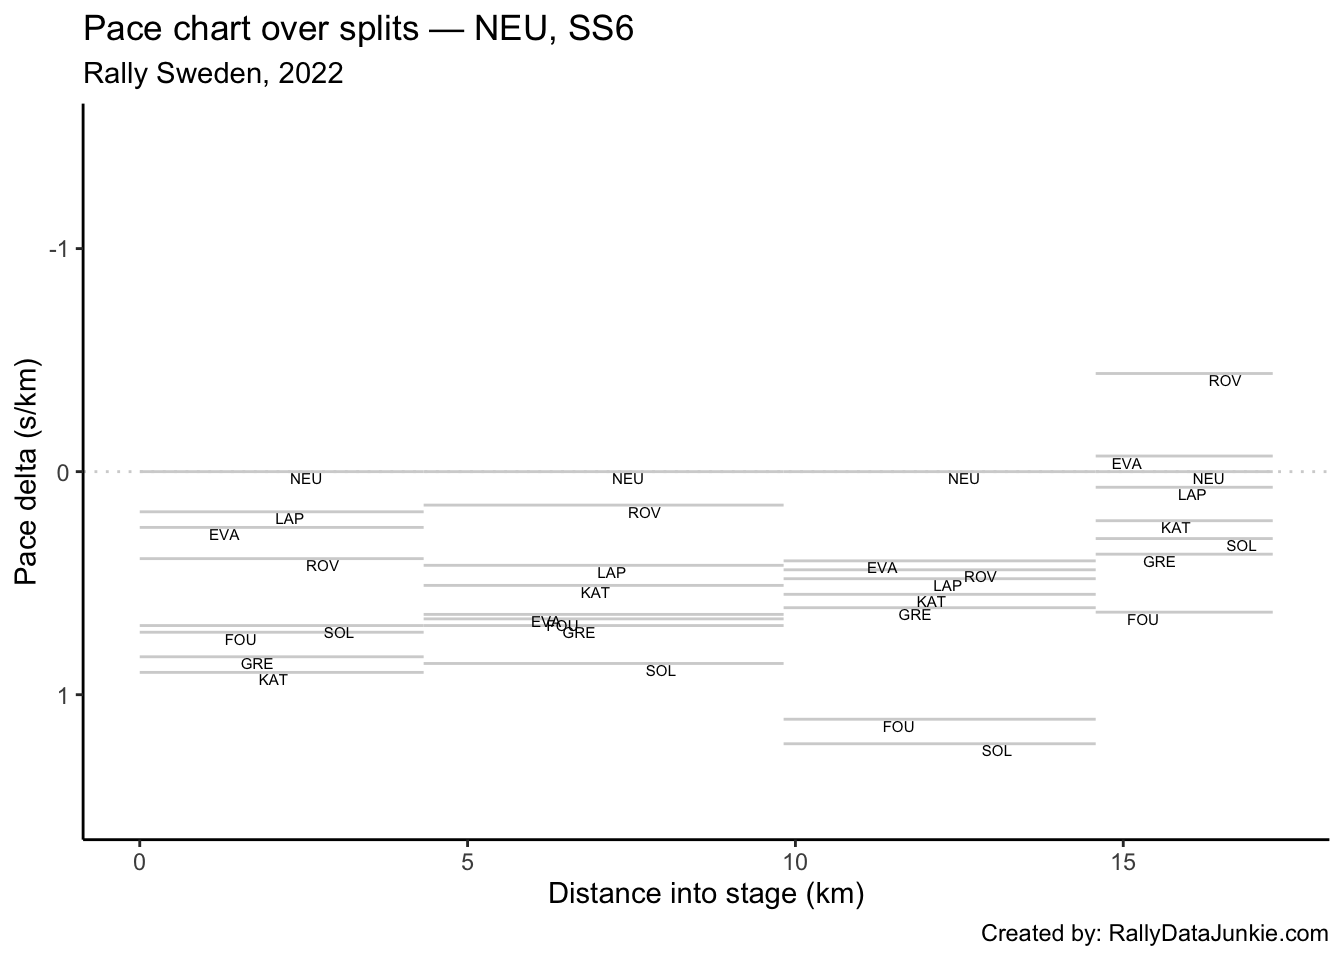 Pace chart over splits — NEU, SS6
Rally Sweden, 2022
Pace delta (s/km)
-1
0
1
ROV
EVA
NEU
NEU
NEU
NEU
LAP
ROV
LAP
EVA
KAT
SOL
GRE
ROV
LAP
KAT
EVA
ROV
LAP
KAT
GRE
FOU
EVA
FOU
GRE
FOU
SOL
GRE
KAT
SOL
FOU
SOL
0
5
10
15
Distance into stage (km)
Created by: RallyDataJunkie.com